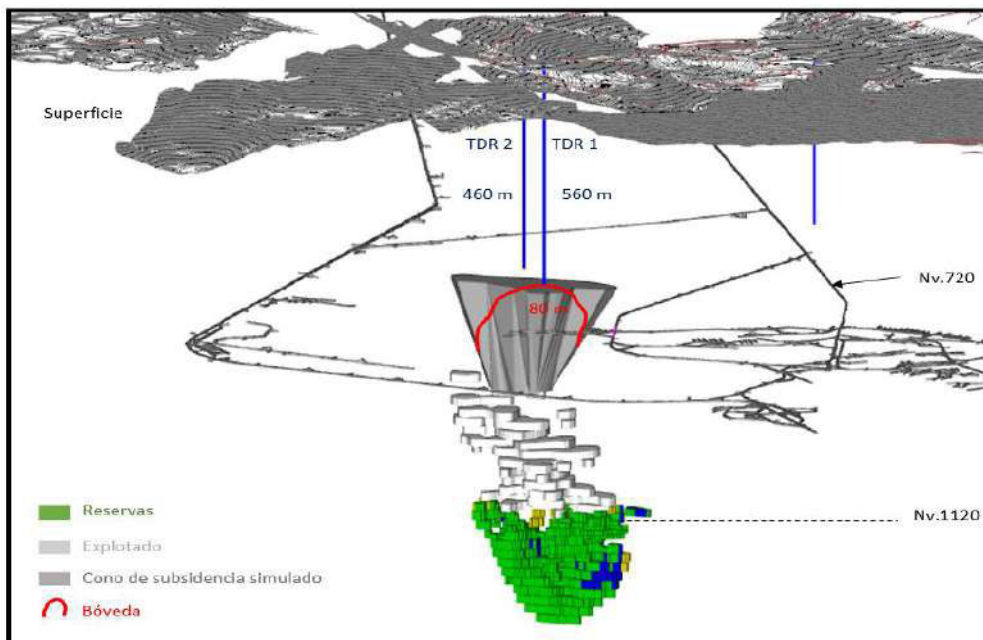 Superficie
TDR 2
TDR 1
460 m
560 m
Nv.720
80 m
Nv.1120
Reservas
Explotado
Cono de subsidencia simulado
Bóveda